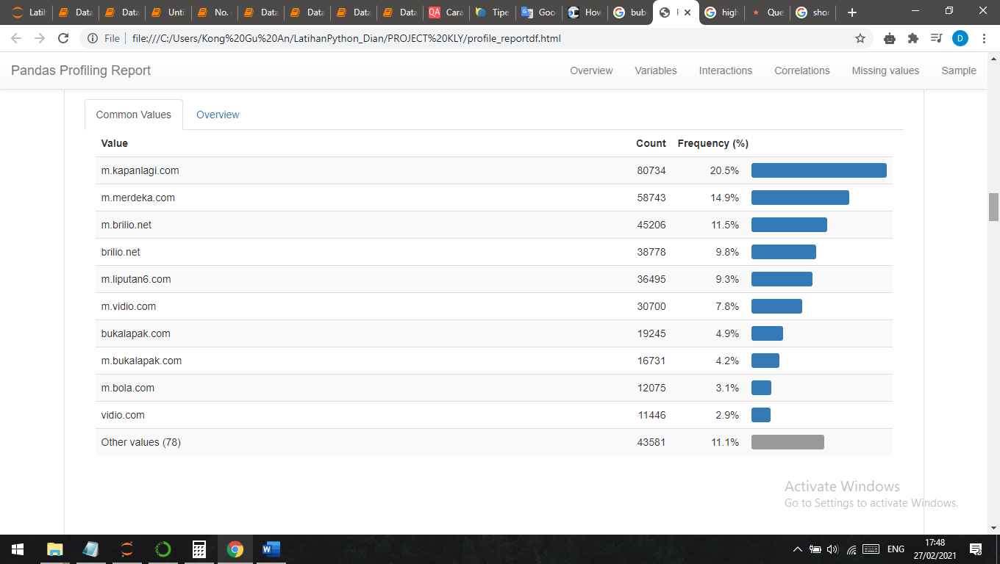 Latih Data Data Unti No. Data Data Data Data Cara Tipe Goo How bub high Que shor
File file:///C:/Users/Kong%20Gu%20An/LatihanPython_Dian/PROJECT%20KLY/profile_reportdf.html D
Pandas Profiling Report Overview Variables Interactions Correlations Missing values Sample
Common Values Overview
Value Count Frequency (%)
m.kapanlagi.com 80734 20.5%
m.merdeka.com 58743 14.9%
m.brilio.net 45206 11.5%
brilio.net 38778 9.8%
m.liputan6.com 36495 9.3%
m.vidio.com 30700 7.8%
bukalapak.com 19245 4.9%
m.bukalapak.com 16731 4.2%
m.bola.com 12075 3.1%
vidio.com 11446 2.9%
Other values (78) 43581 11.1%
Activate Windows
Go to Settings to activate Windows.
ENG
17:48
27/02/2021